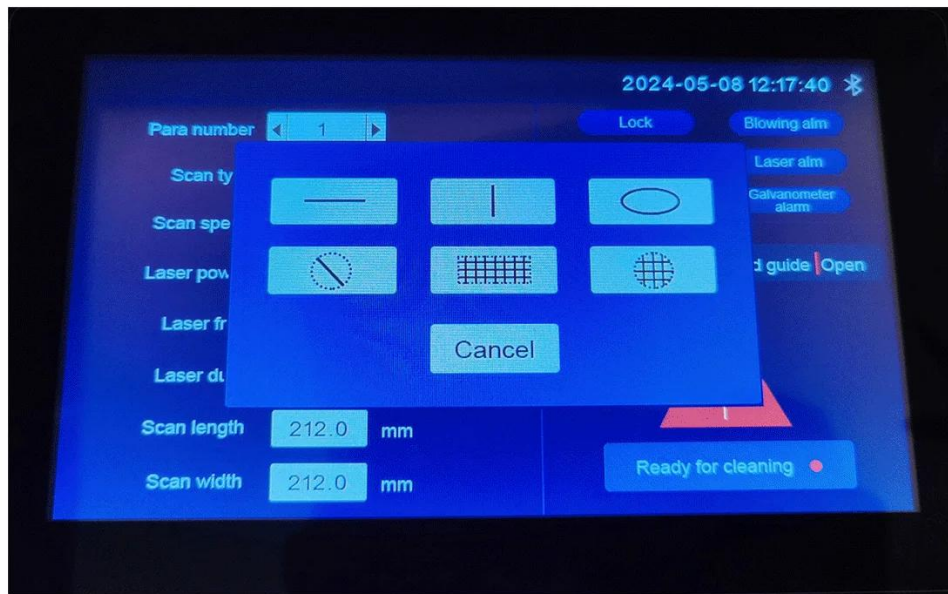 2024-05-08 12:17:40
Para number 1
Lock
Blowing alm
Scan ty
Laser alm
Scan spe
Galvanometer
alarm
Laser pow
d guide Open
Laser fr
Cancel
Laser du
Scan length 212.0 mm
Scan width 212.0 mm
Ready for cleaning